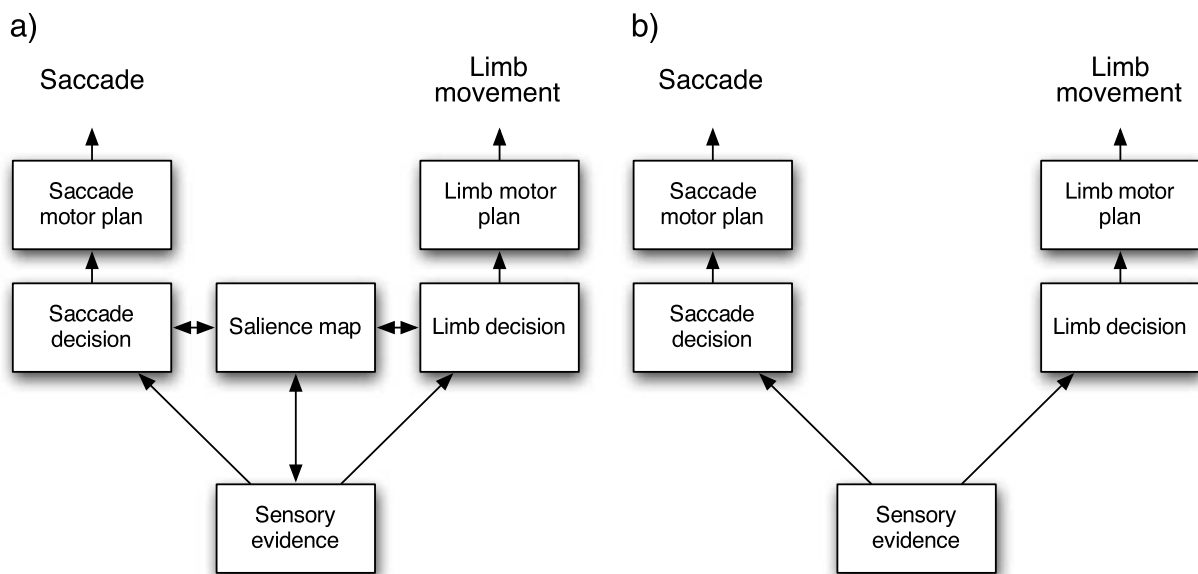 a)
Saccade
Limb
movement
Saccade
motor plan
Limb motor
plan
Saccade
decision
Salience map
Limb decision
Sensory
evidence
b)
Saccade
Limb
movement
Saccade
motor plan
Limb motor
plan
Saccade
decision
Limb decision
Sensory
evidence